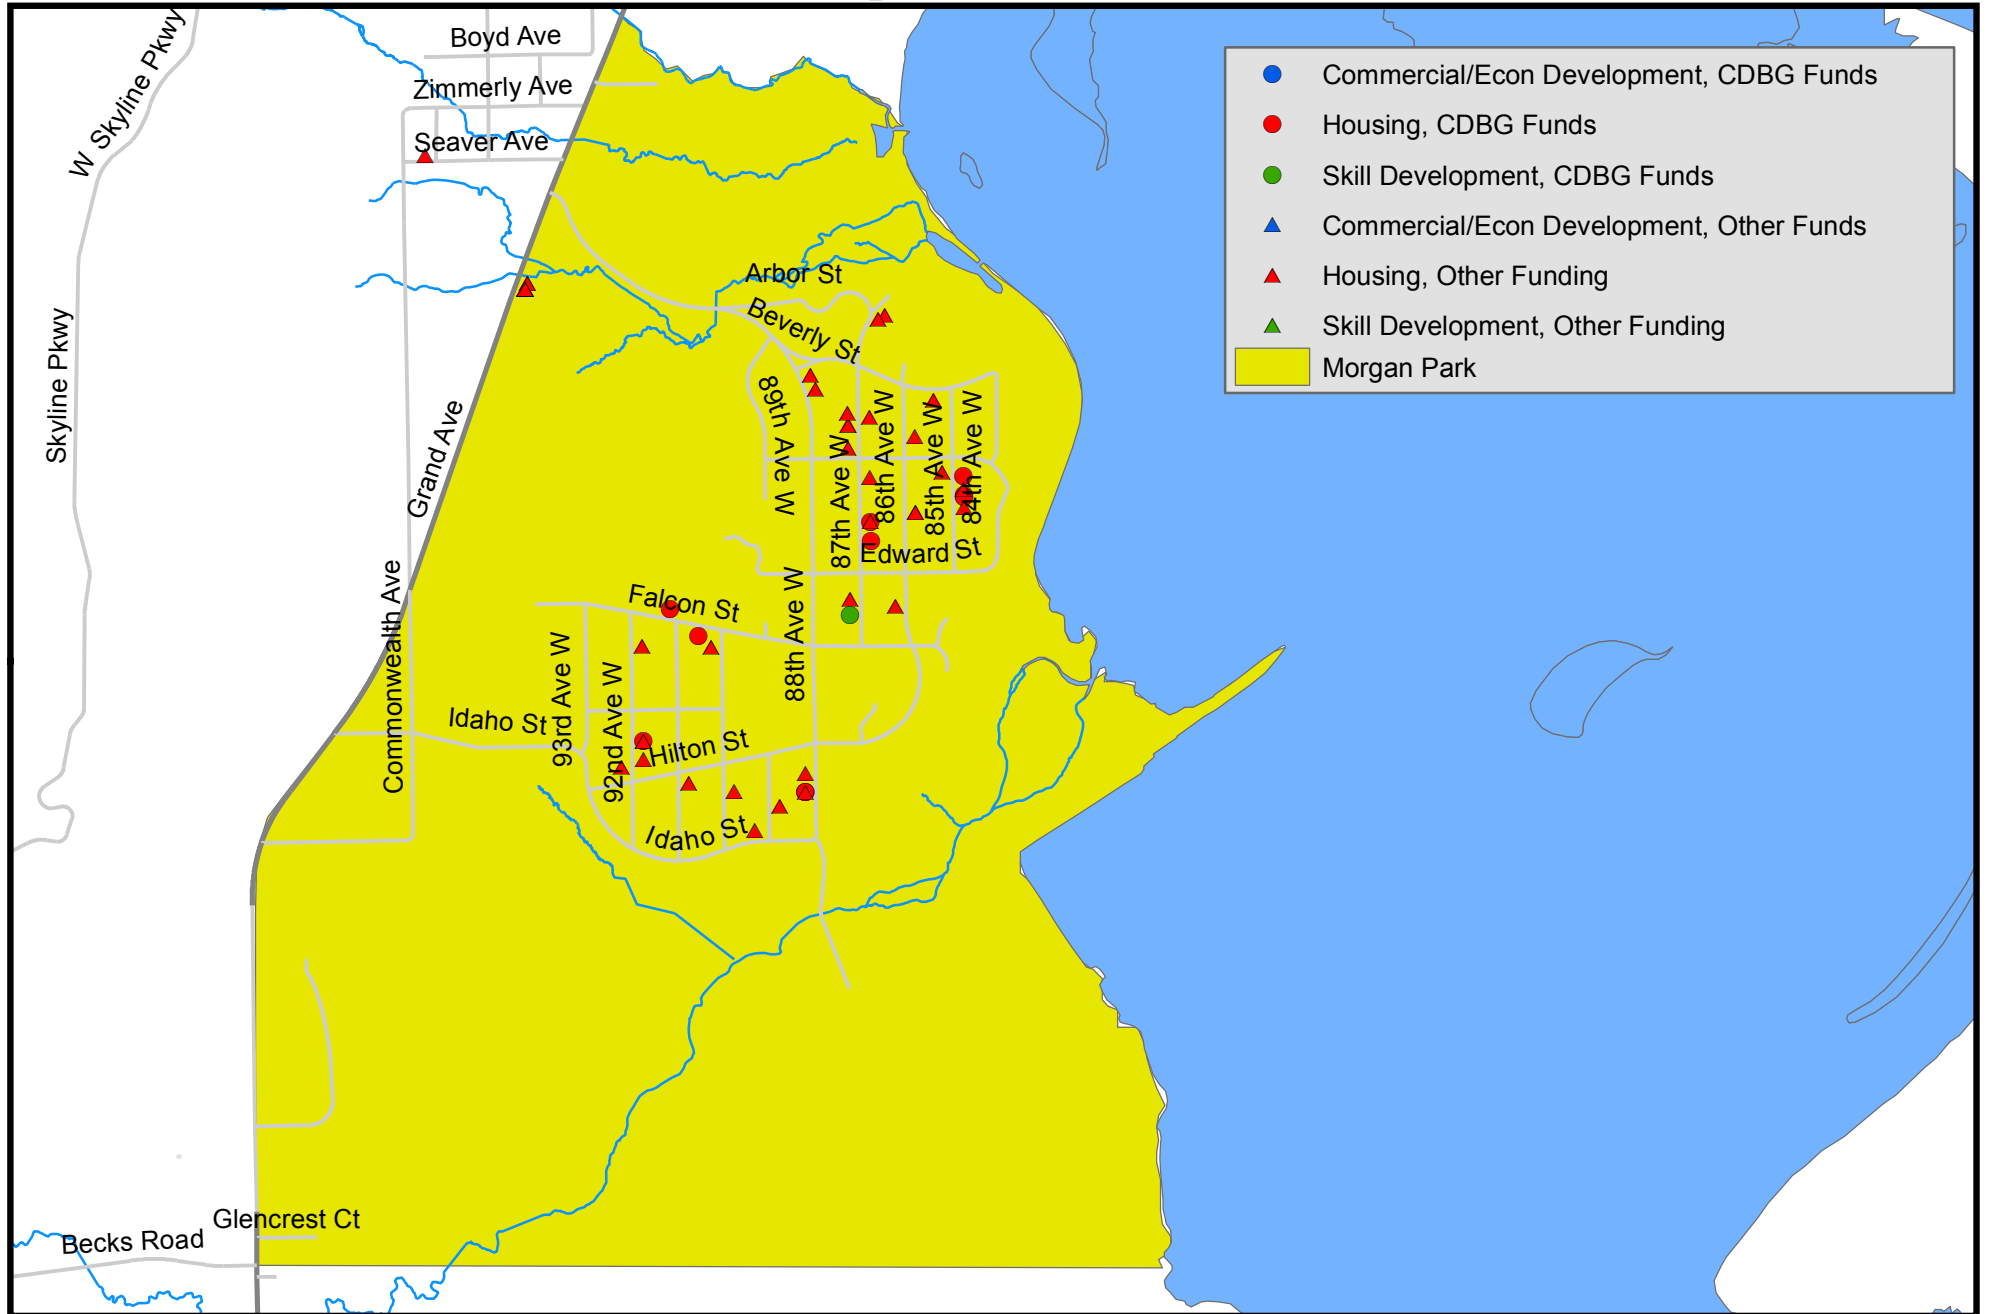 Boyd Ave
Zimmerly Ave
Seaver Ave
W Skyline Pkwy
Skyline Pkwy
Grand Ave
Commonwealth Ave
Arbor St
Beverly St
89th Ave W
87th Ave W
86th Ave W
85th Ave W
84th Ave W
Edward St
Falcon St
88th Ave W
93rd Ave W
92nd Ave W
Idaho St
Hilton St
Idaho St
Glencrest Ct
Becks Road
Commercial/Econ Development, CDBG Funds
Housing, CDBG Funds
Skill Development, CDBG Funds
Commercial/Econ Development, Other Funds
Housing, Other Funding
Skill Development, Other Funding
Morgan Park